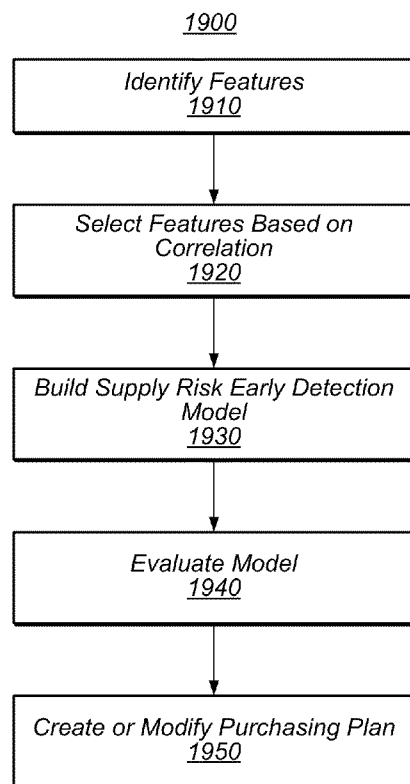 1900
Identify Features
1910
Select Features Based on
Correlation
1920
Build Supply Risk Early Detection
Model
1930
Evaluate Model
1940
Create or Modify Purchasing Plan
1950